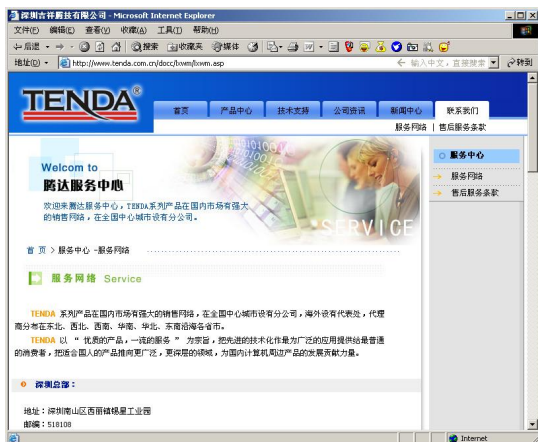 深圳吉祥腾技有限公司 - Microsoft Internet Explorer
文件(F) 编辑(E) 查看(V) 收藏(A) 工具(T) 帮助(H)
后退 搜索 收藏夹 媒体
地址(D) http://www.tenda.com.cn/docc/lxwm/lxwm.asp 输入中文，直接搜索 转到
TENDA®
首页 产品中心 技术支持 公司资讯 新闻中心 联系我们
服务网络 | 售后服务条款
Welcom to
腾达服务中心
欢迎来腾达服务中心，TENDA系列产品在国内市场有强大
的销售网络，在全国中心城市设有分公司。
SERVICE
服务中心
服务网络
售后服务条款
首 页 > 服务中心 -服务网络
服务网络 Service
TENDA 系列产品在国内市场有强大的销售网络，在全国中心城市设有分公司，海外设有代表处，代理
商分布在东北、西北、西南、华南、华北、东南沿海各省市。
TENDA 以 “ 优质的产品，一流的服务 ” 为宗旨，把先进的技术化作最为广泛的应用提供给最普通
的消费者，把适合国人的产品推向更广泛，更深层的领域，为国内计算机周边产品的发展贡献力量。
深圳总部：
地址：深圳南山区西丽镇锡星工业园
邮编：518108
Internet